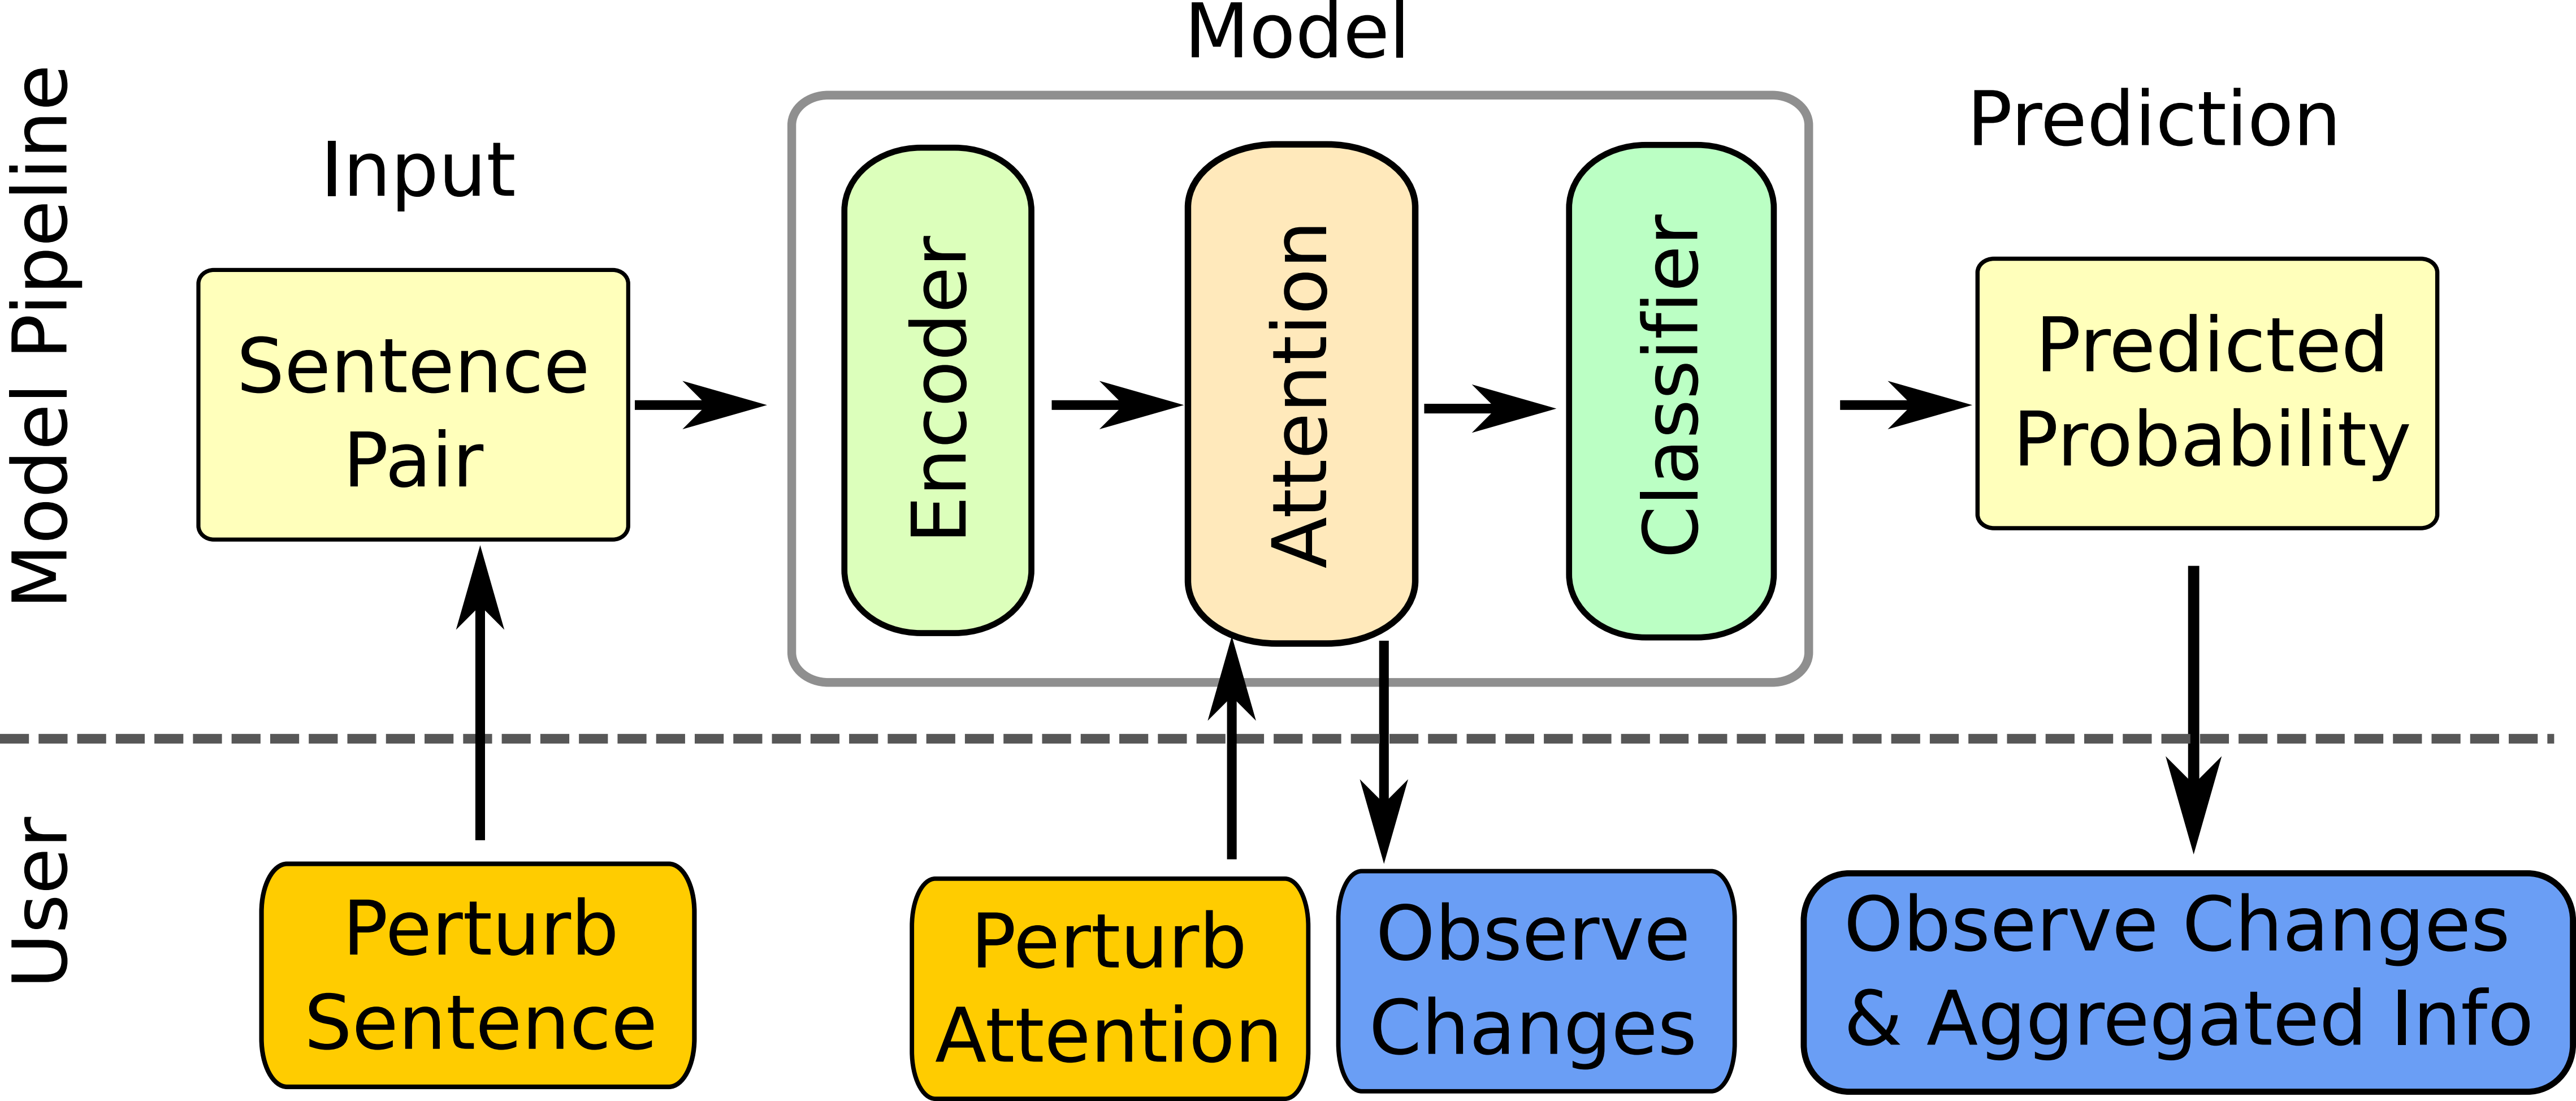 Model
Model Pipeline
Input
Prediction
Sentence
Pair
Encoder
Attention
Classifier
Predicted
Probability
User
Perturb
Sentence
Perturb
Attention
Observe
Changes
Observe Changes
& Aggregated Info